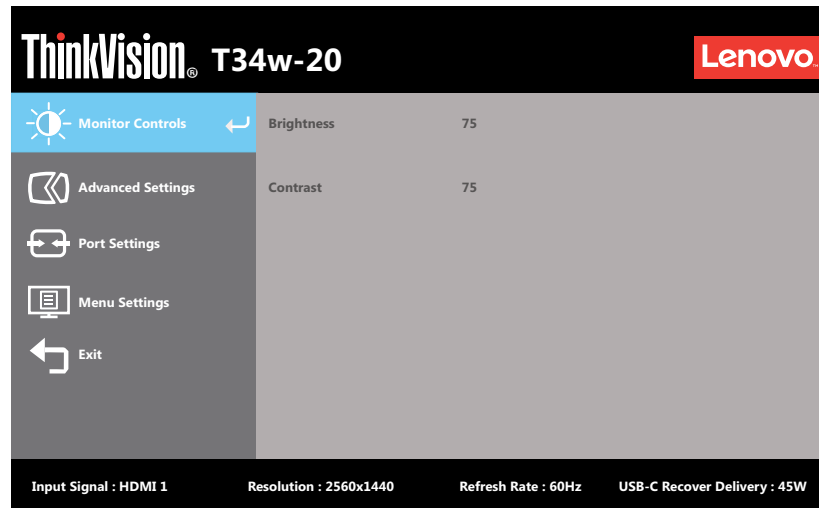 ThinkVision® T34w-20
Lenovo™
Monitor Controls
Brightness 75
Advanced Settings
Contrast 75
Port Settings
Menu Settings
Exit
Input Signal : HDMI 1 Resolution : 2560x1440 Refresh Rate : 60Hz USB-C Recover Delivery : 45W